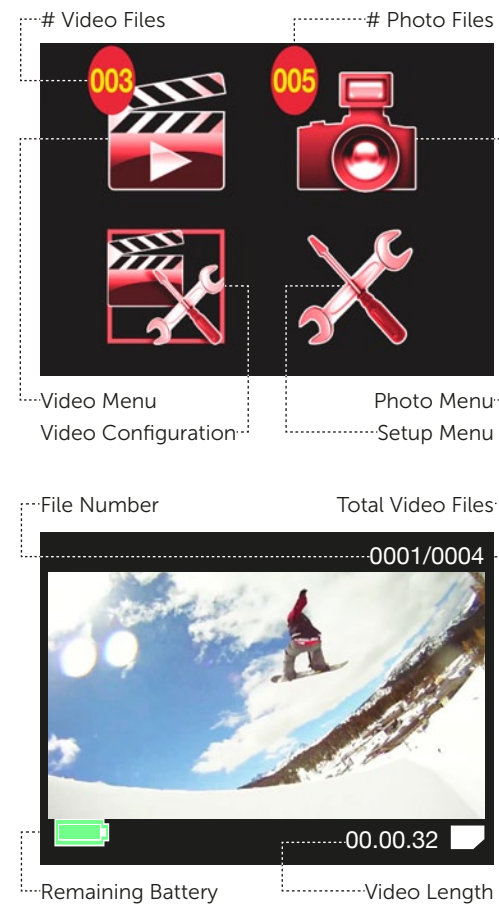 # Video Files
# Photo Files
003
005
Video Menu
Photo Menu
Video Configuration
Setup Menu
File Number
Total Video Files
0001/0004
00.00.32
Remaining Battery
Video Length